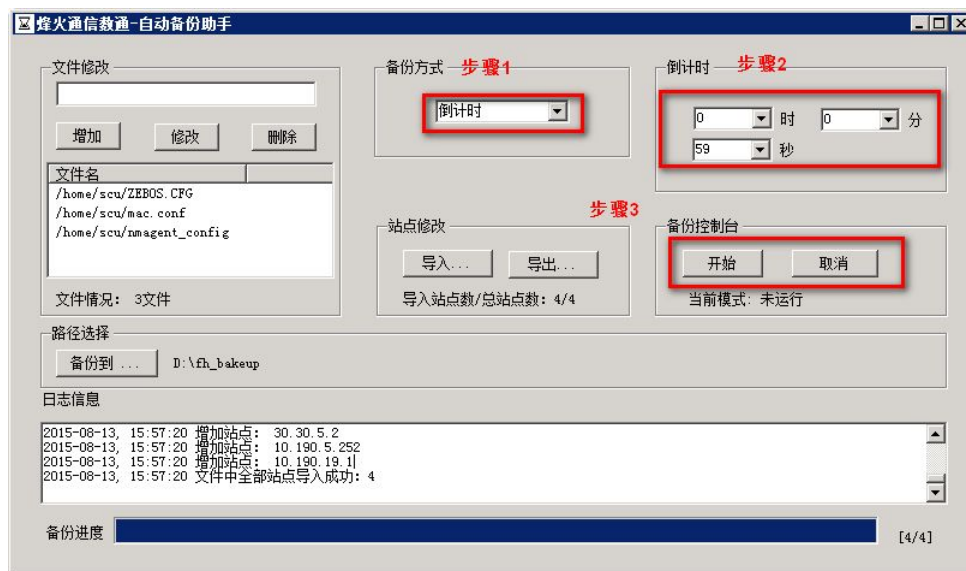 烽火通信数通-自动备份助手
文件修改
增加 修改 删除
文件名
/home/scu/ZEBOS.CFG
/home/scu/mac.conf
/home/scu/nmagent_config
文件情况： 3文件
备份方式 步骤1
倒计时
倒计时 步骤2
0 时 0 分
59 秒
站点修改
导入... 导出...
导入站点数/总站点数：4/4
步骤3
备份控制台
开始 取消
当前模式：未运行
路径选择
备份到 ... D:\fh_bakeup
日志信息
2015-08-13, 15:57:20 增加站点： 30.30.5.2
2015-08-13, 15:57:20 增加站点： 10.190.5.252
2015-08-13, 15:57:20 增加站点： 10.190.19.1
2015-08-13, 15:57:20 文件中全部站点导入成功：4
备份进度 [4/4]